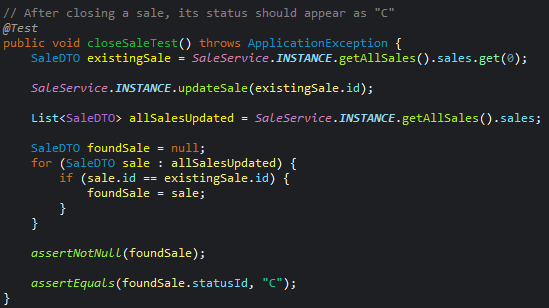 // After closing a sale, its status should appear as "C"
@Test
public void closeSaleTest() throws ApplicationException {
    SaleDTO existingSale = SaleService.INSTANCE.getAllSales().sales.get(0);

    SaleService.INSTANCE.updateSale(existingSale.id);

    List<SaleDTO> allSalesUpdated = SaleService.INSTANCE.getAllSales().sales;

    SaleDTO foundSale = null;
    for (SaleDTO sale : allSalesUpdated) {
        if (sale.id == existingSale.id) {
            foundSale = sale;
        }
    }

    assertNotNull(foundSale);

    assertEquals(foundSale.statusId, "C");
}